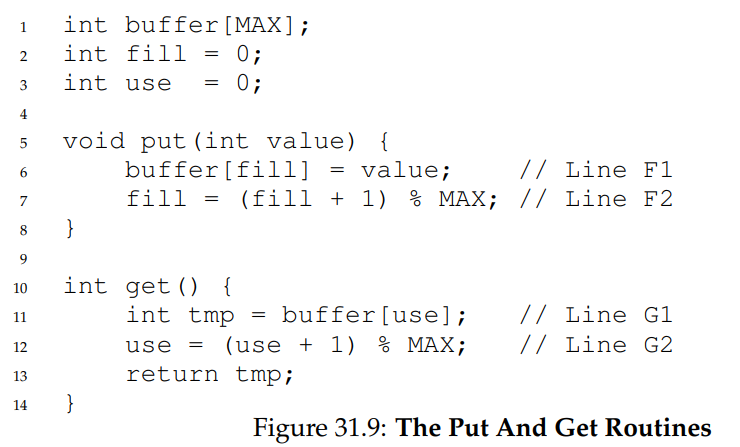 1 int buffer[MAX];
2 int fill = 0;
3 int use  = 0;
4
5 void put(int value) {
6     buffer[fill] = value;    // Line F1
7     fill = (fill + 1) % MAX; // Line F2
8 }
9
10 int get() {
11     int tmp = buffer[use];   // Line G1
12     use = (use + 1) % MAX;   // Line G2
13     return tmp;
14 }
Figure 31.9: The Put And Get Routines